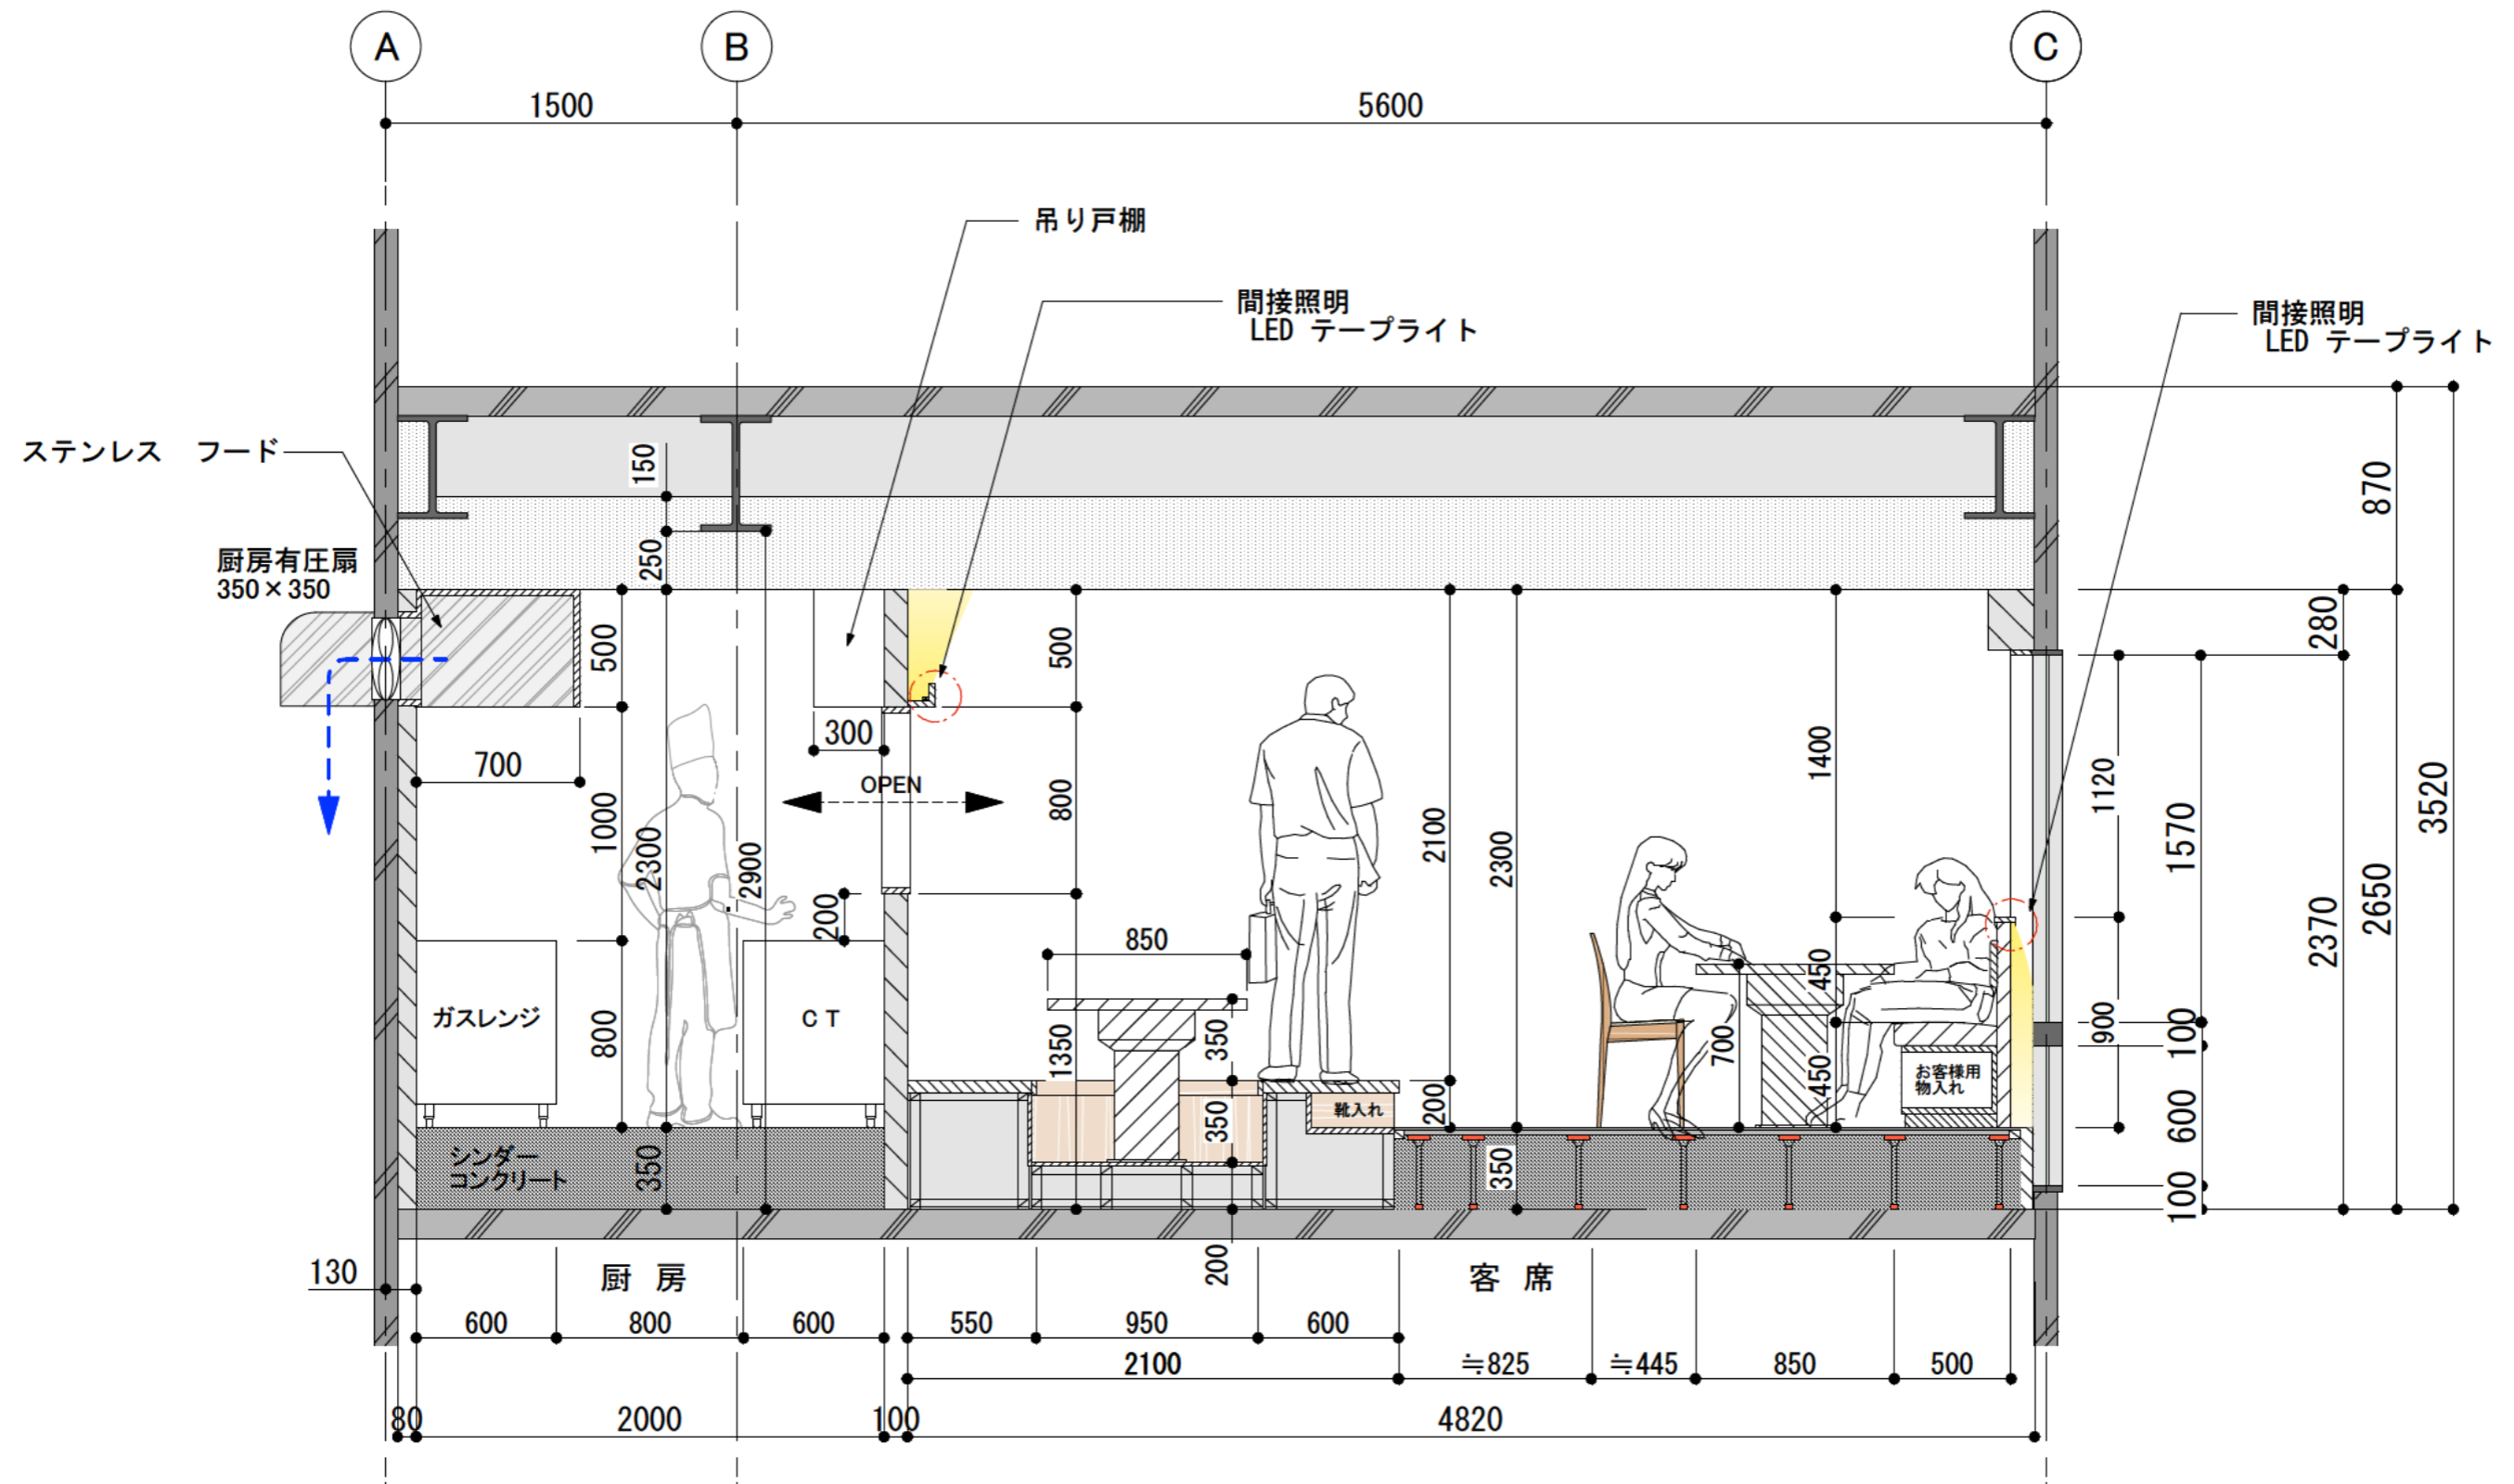 A
B
C
1500
5600
吊り戸棚
間接照明
LED テープライト
間接照明
LED テープライト
ステンレス フード
厨房有圧扇
350×350
150
250
870
280
500
500
300
700
OPEN
1000
2300
2900
800
200
1400
2100
2300
1120
1570
3520
2650
2370
850
450
ガスレンジ
CT
800
1350
350
700
450
900
100
お客様用
物入れ
350
靴入れ
200
600
シンダー
コンクリート
350
350
100
200
130
厨 房
客 席
600
800
600
550
950
600
2100
≒825
≒445
850
500
80
2000
100
4820